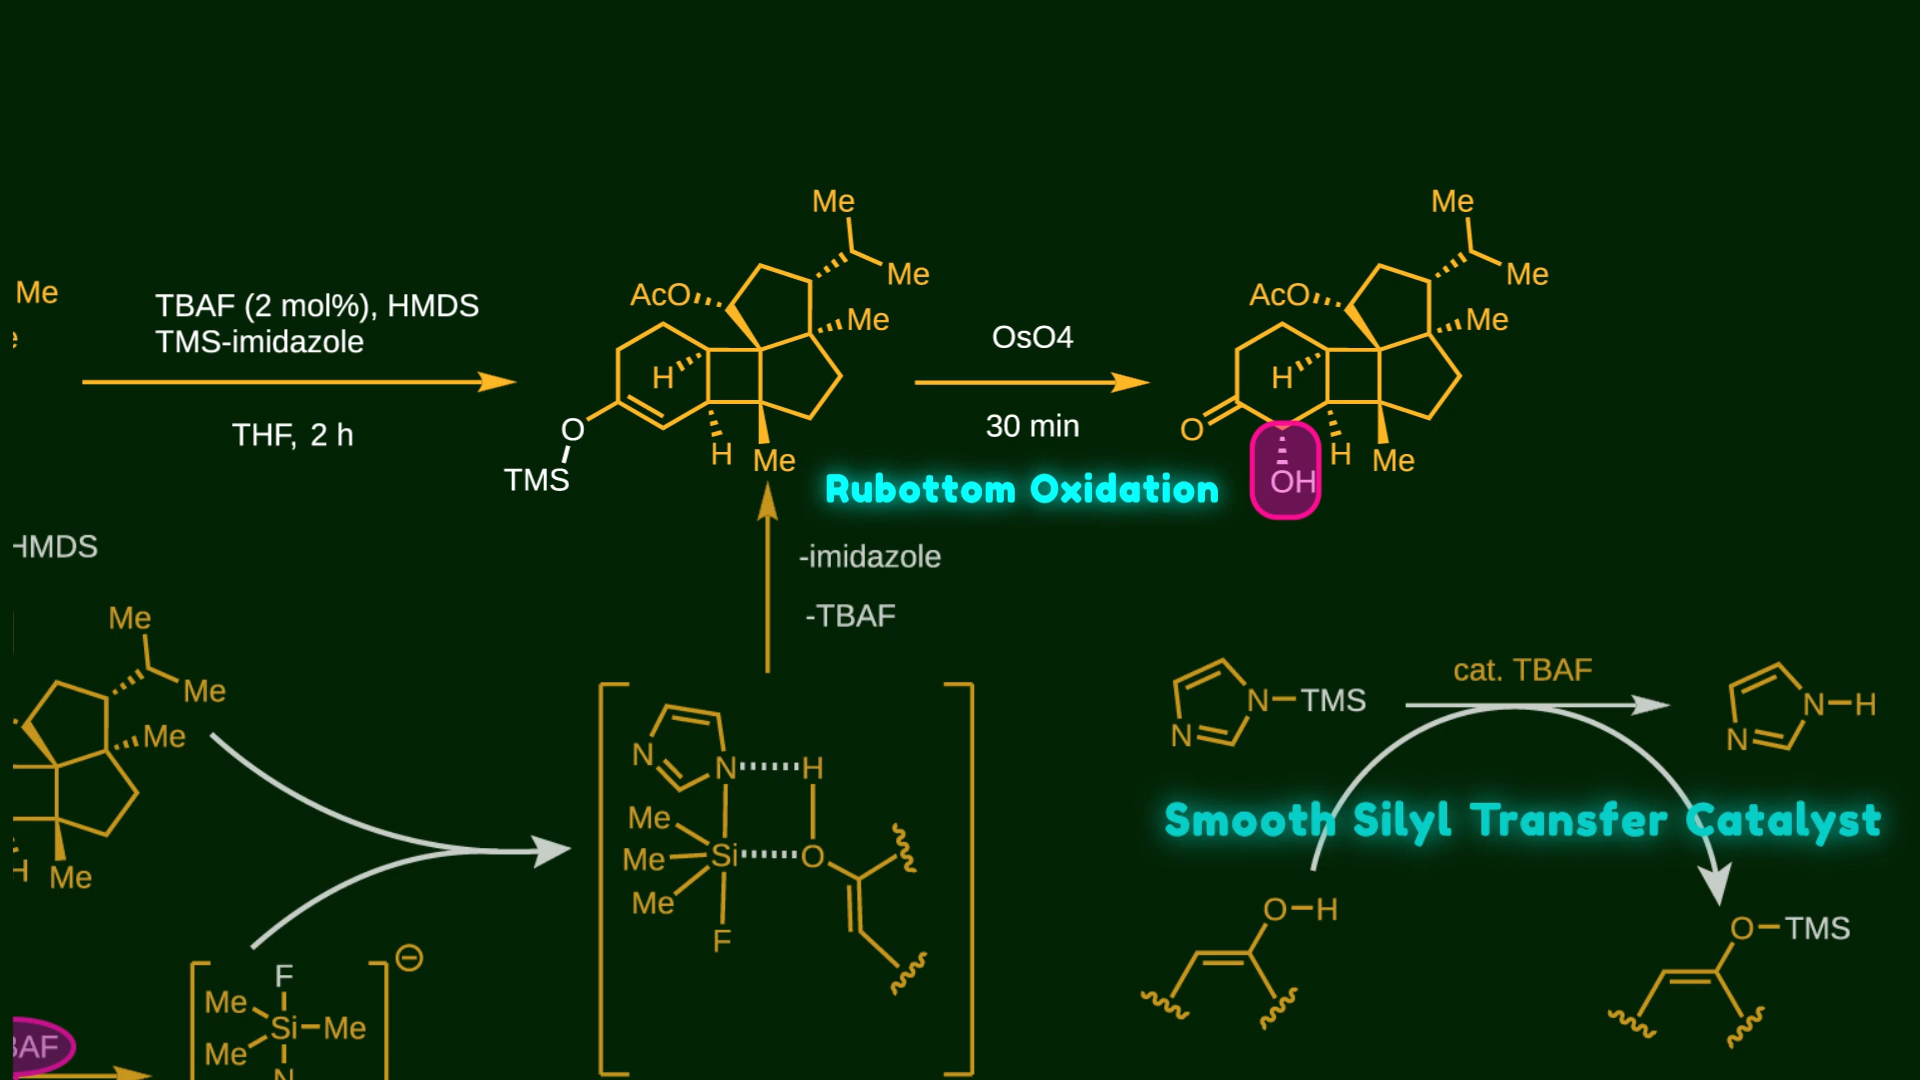 Me
TBAF (2 mol%), HMDS
TMS-imidazole
THF, 2 h
Me
Me
AcO
Me
H
O
TMS
H
Me
OsO4
30 min
Rubottom Oxidation
Me
Me
AcO
Me
H
O
OH
H
Me
HMDS
Me
Me
Me
H
Me
-imidazole
-TBAF
N
N
H
Me
Me
Si
O
Me
F
F
Me
Si
Me
Me
N
cat. TBAF
N
TMS
N
N
H
N
Smooth Silyl Transfer Catalyst
O
H
O
TMS